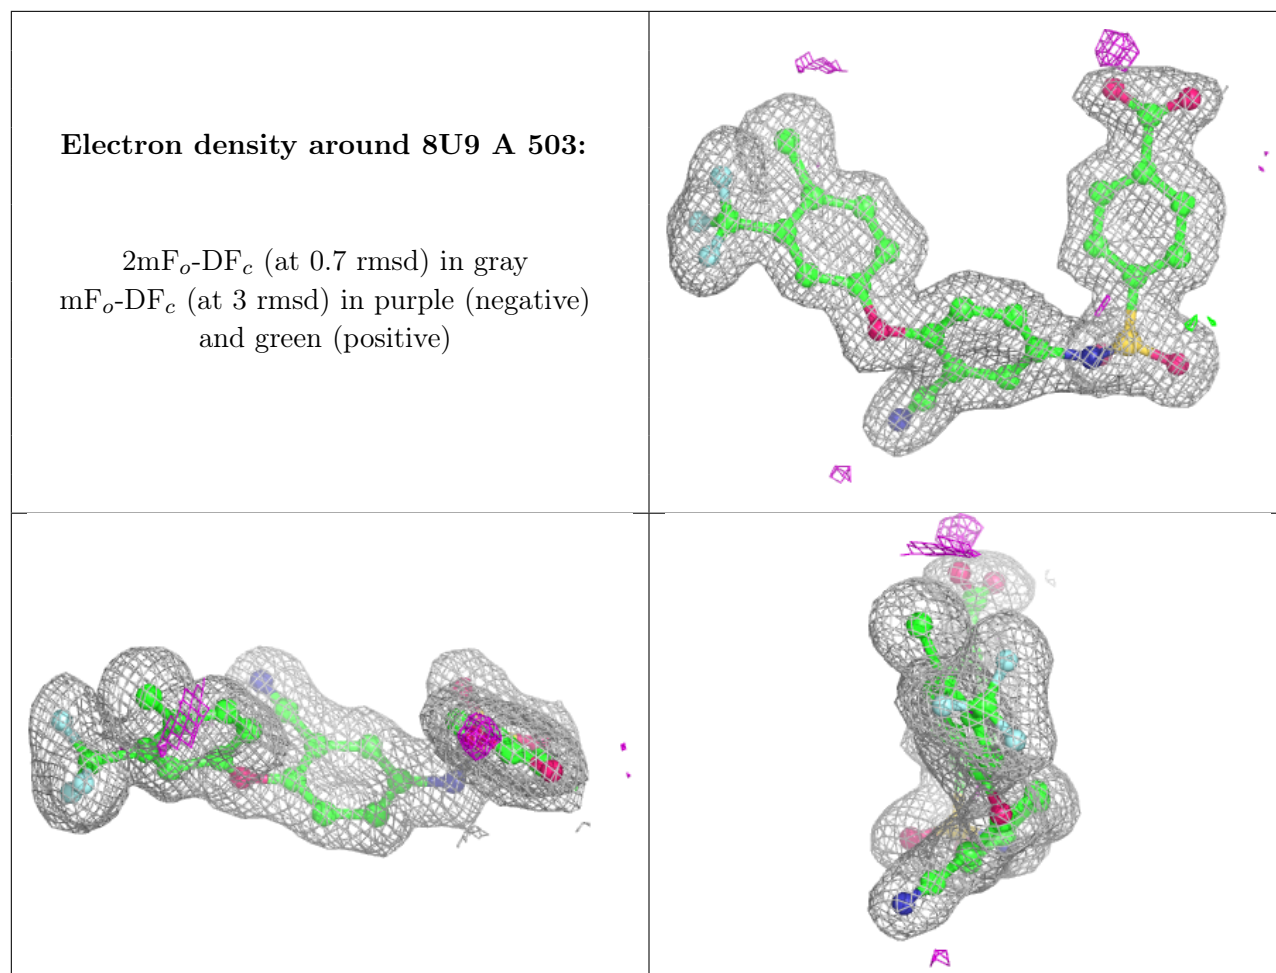 Electron density around 8U9 A 503:
2mFo-DFc (at 0.7 rmsd) in gray
mFo-DFc (at 3 rmsd) in purple (negative)
and green (positive)